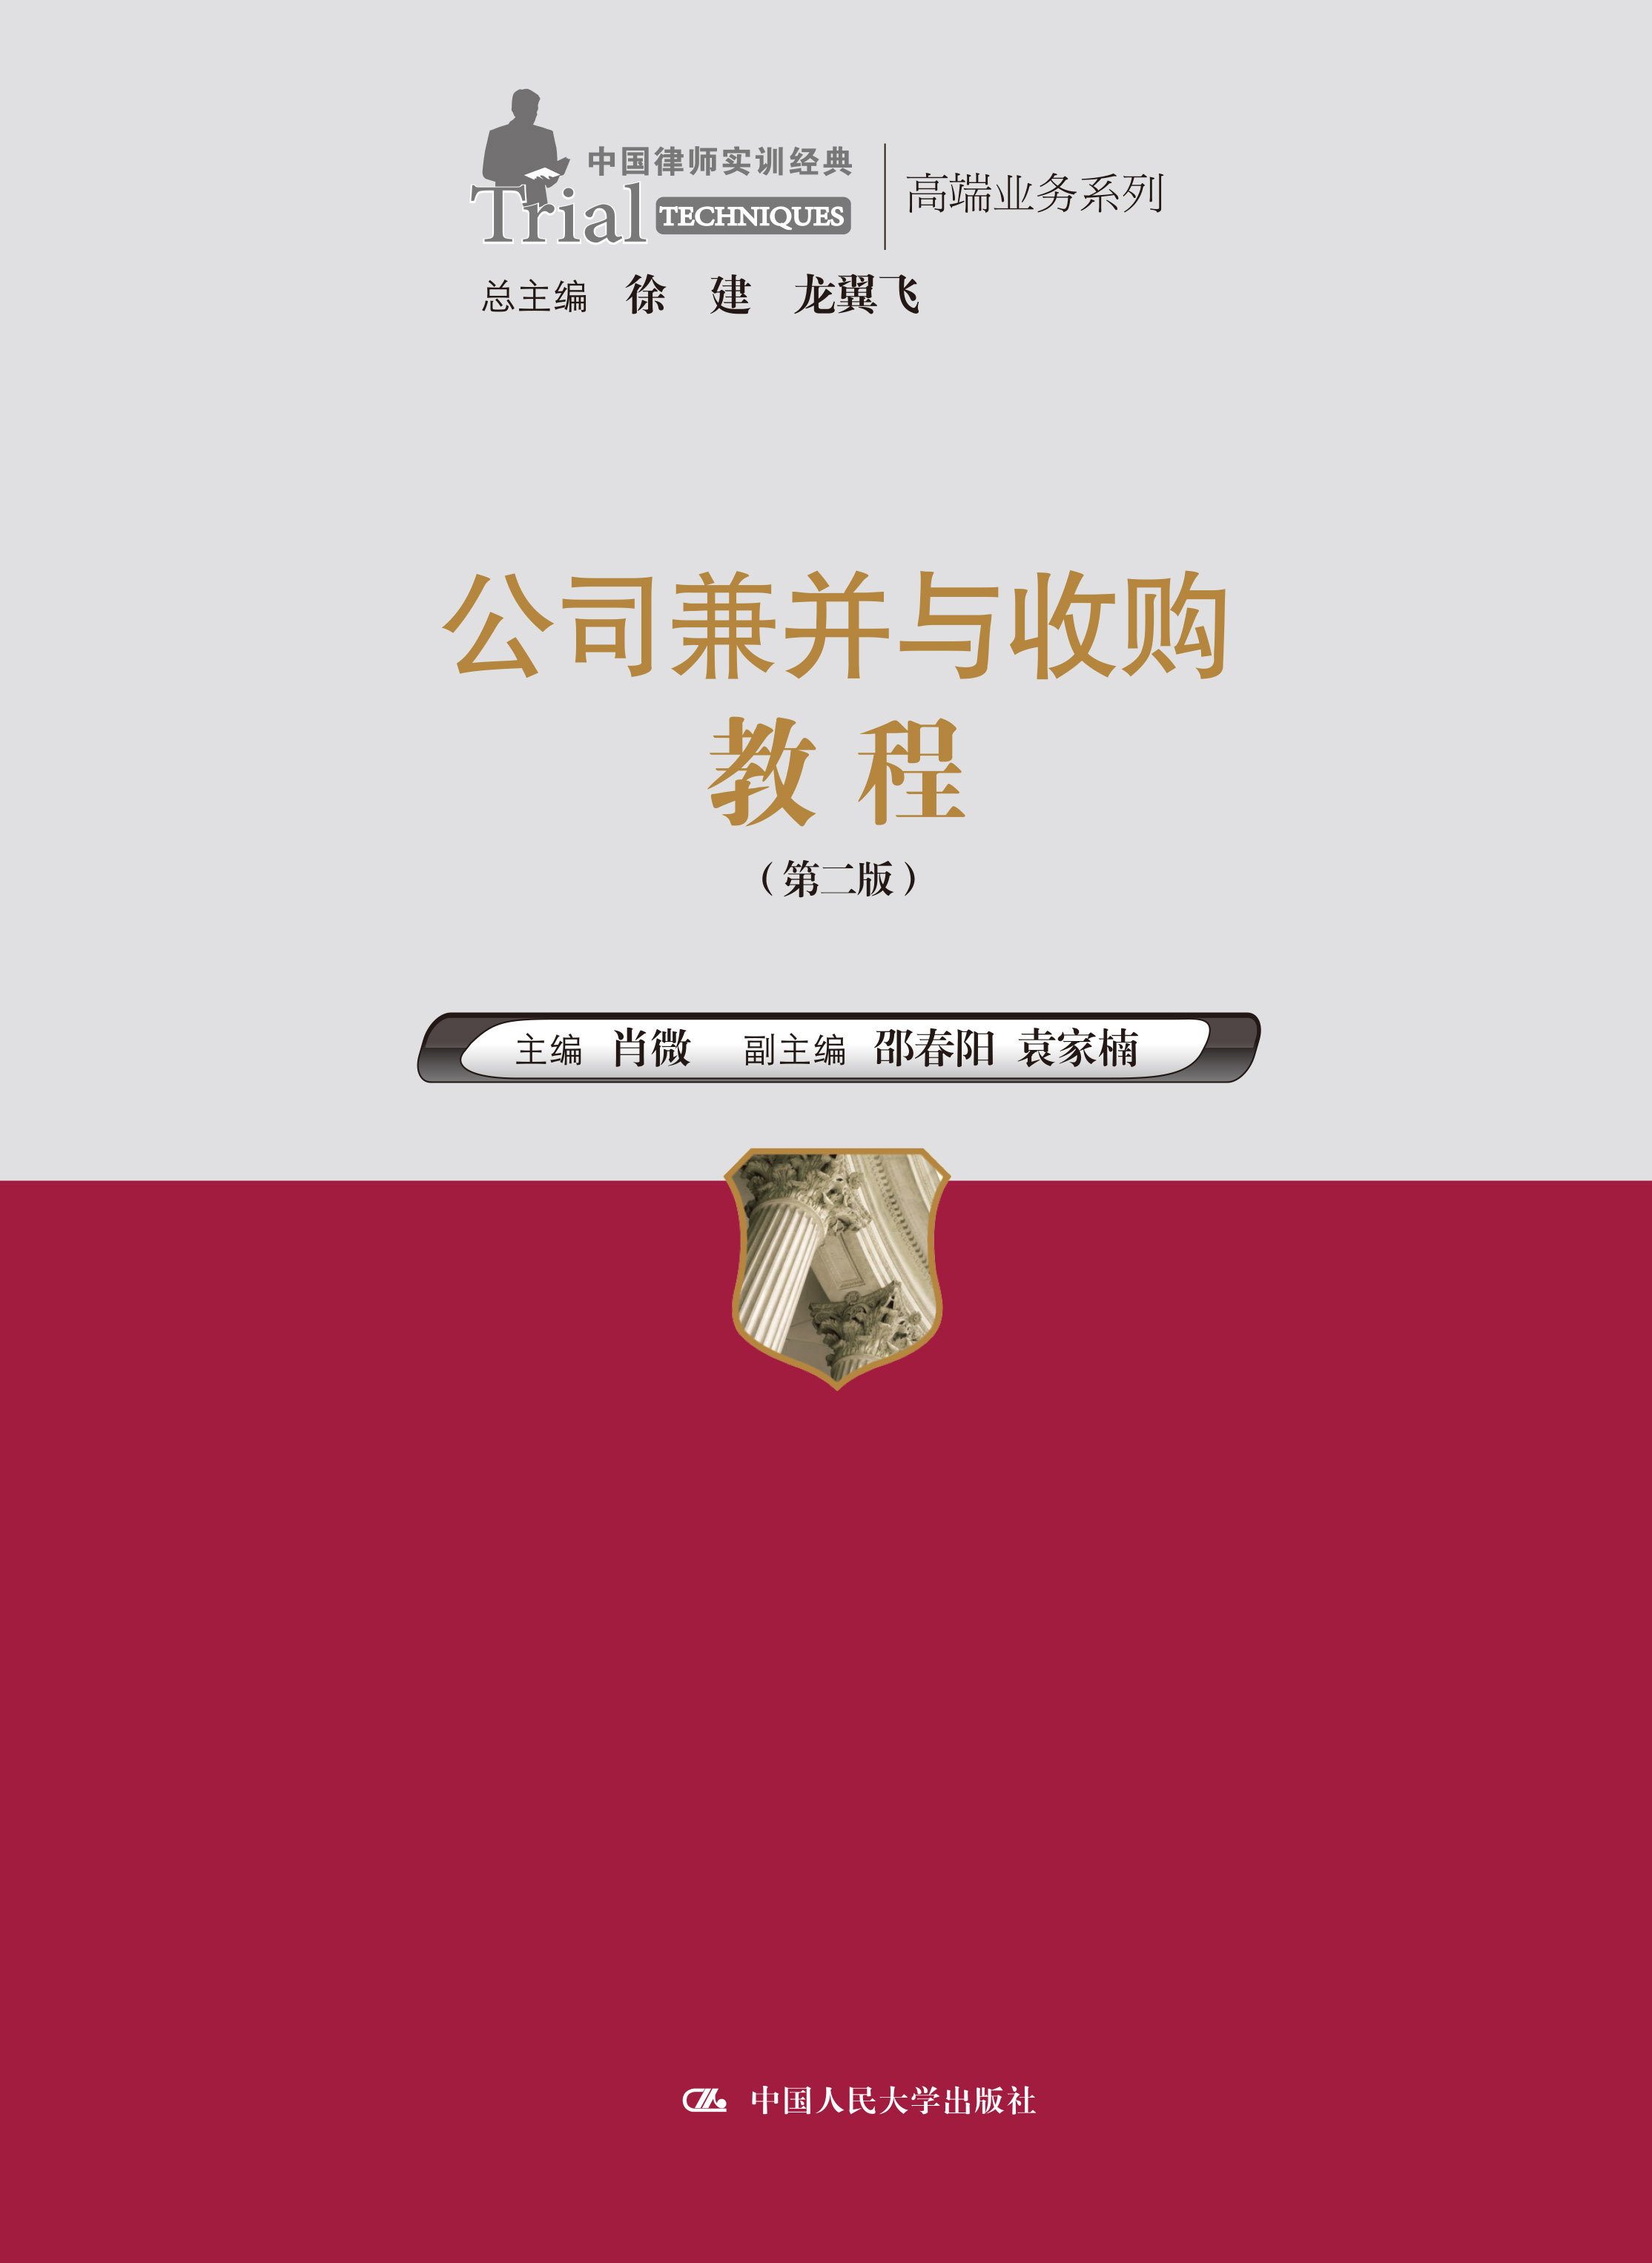 中国律师实训经典
Trial TECHNIQUES
高端业务系列
总主编 徐 建 龙翼飞
公司兼并与收购
教 程
（第二版）
主编 肖微 副主编 邵春阳 袁家楠
中国人民大学出版社